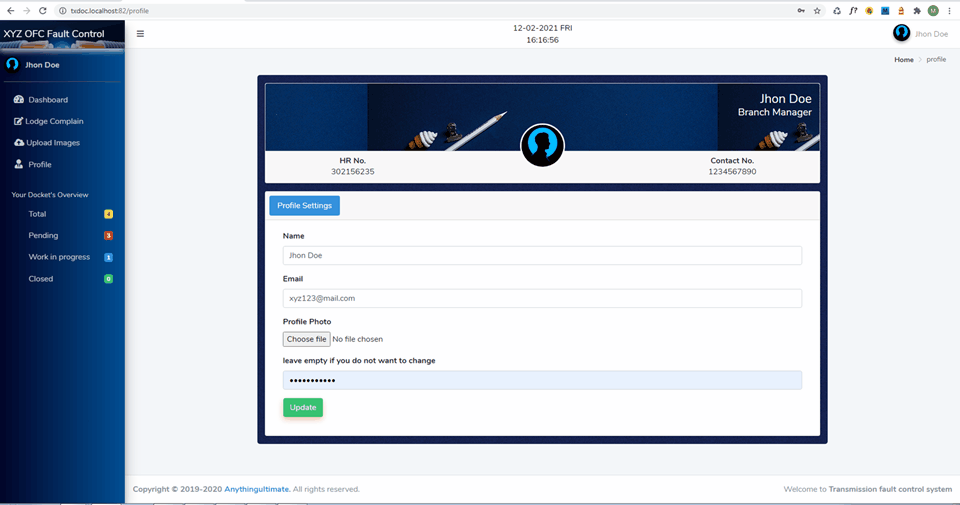 txdoc.localhost:82/profile
XYZ OFC Fault Control
12-02-2021 FRI
16:16:56
Jhon Doe
Jhon Doe
Home
profile
Dashboard
Lodge Complain
Upload Images
Profile
Your Docket's Overview
Total 4
Pending 3
Work in progress 1
Closed 0
Jhon Doe
Branch Manager
HR No.
302156235
Contact No.
1234567890
Profile Settings
Name
Jhon Doe
Email
xyz123@mail.com
Profile Photo
Choose file No file chosen
leave empty if you do not want to change
•••••••••••
Update
Copyright © 2019-2020 Anythingultimate. All rights reserved.
Welcome to Transmission fault control system